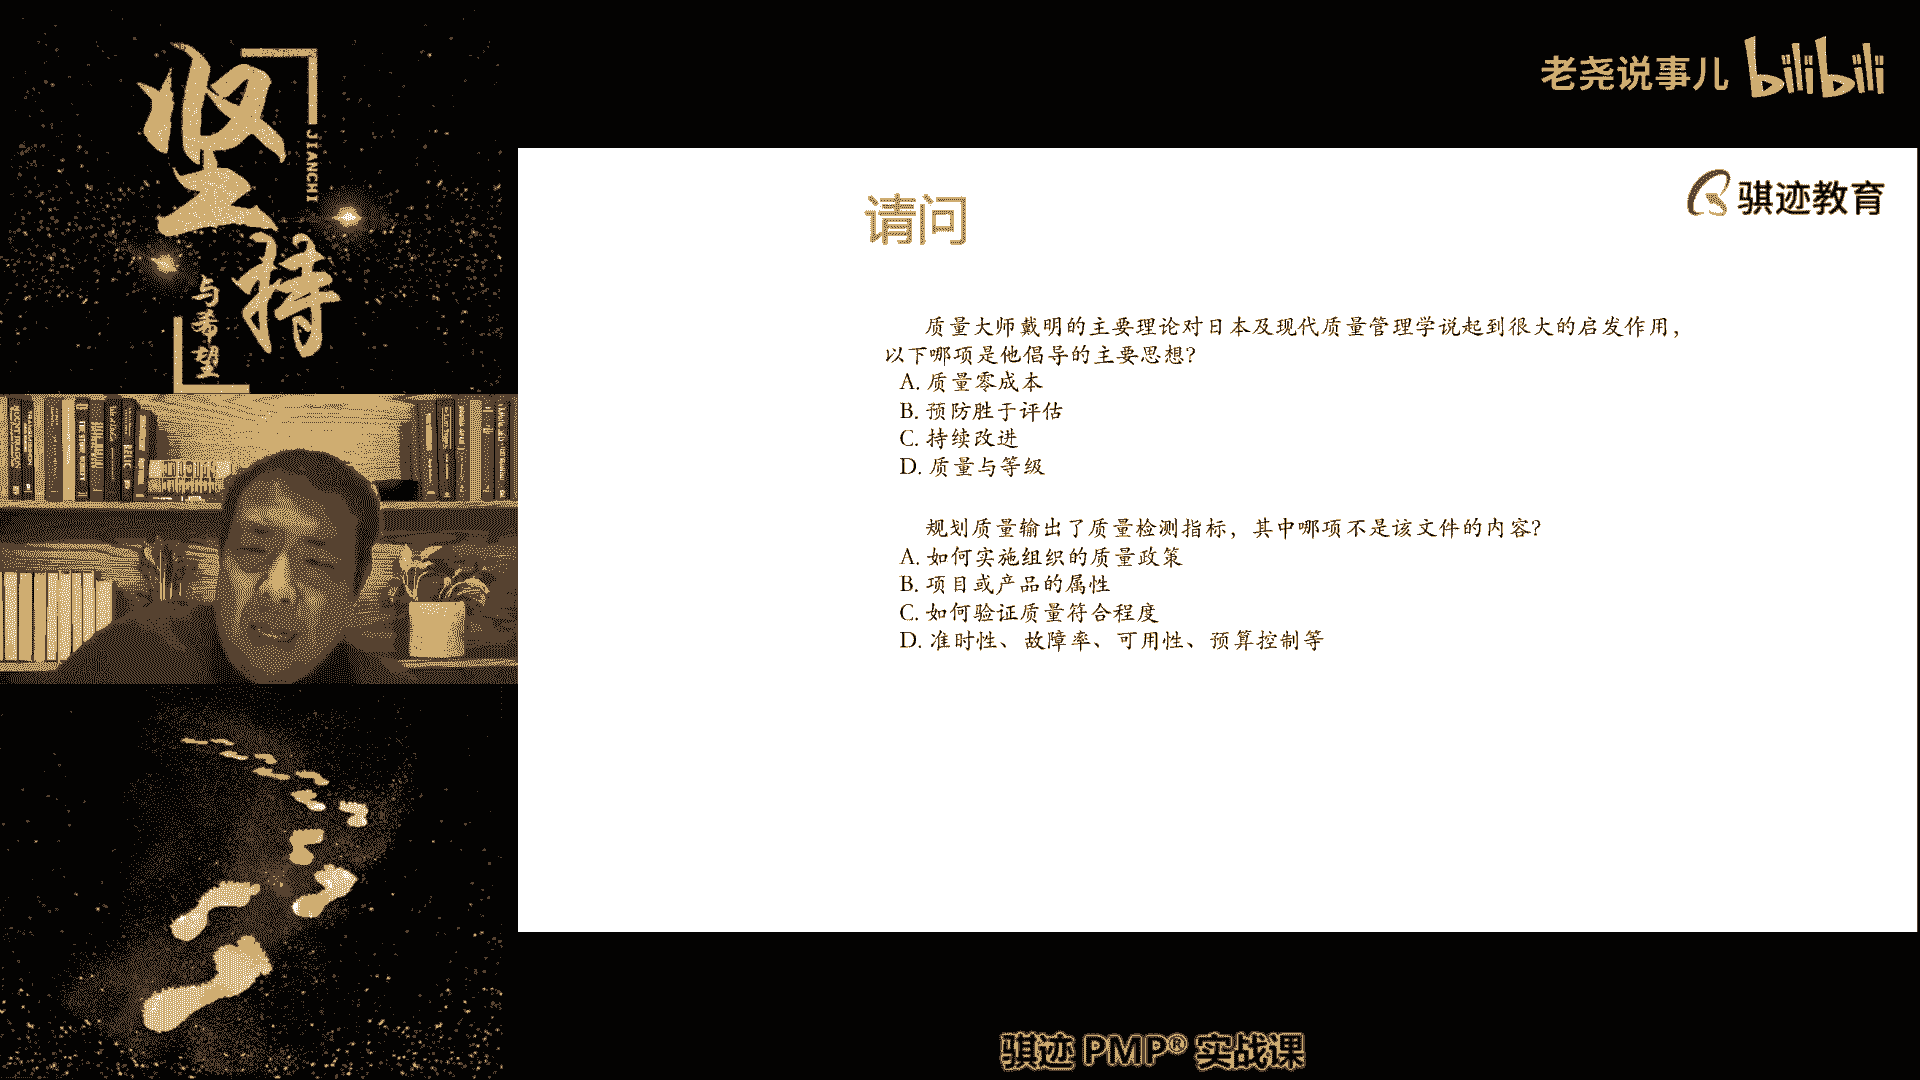 坚持
JIANCHI
与希望
老尧说事儿 bilibili
骐迹教育
请问
质量大师戴明的主要理论对日本及现代质量管理学说起到很大的启发作用，
以下哪项是他倡导的主要思想？
A. 质量零成本
B. 预防胜于评估
C. 持续改进
D. 质量与等级
规划质量输出了质量检测指标，其中哪项不是该文件的内容？
A. 如何实施组织的质量政策
B. 项目或产品的属性
C. 如何验证质量符合程度
D. 准时性、故障率、可用性、预算控制等
骐迹 PMP® 实战课